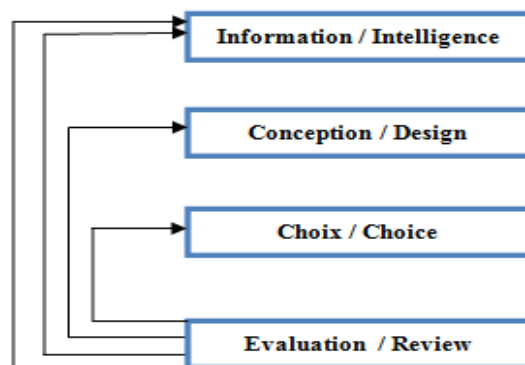 Information / Intelligence
Conception / Design
Choix / Choice
Evaluation / Review